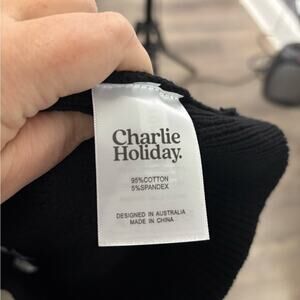 Charlie
Holiday.
95%COTTON
5%SPANDEX
DESIGNED IN AUSTRALIA
MADE IN CHINA